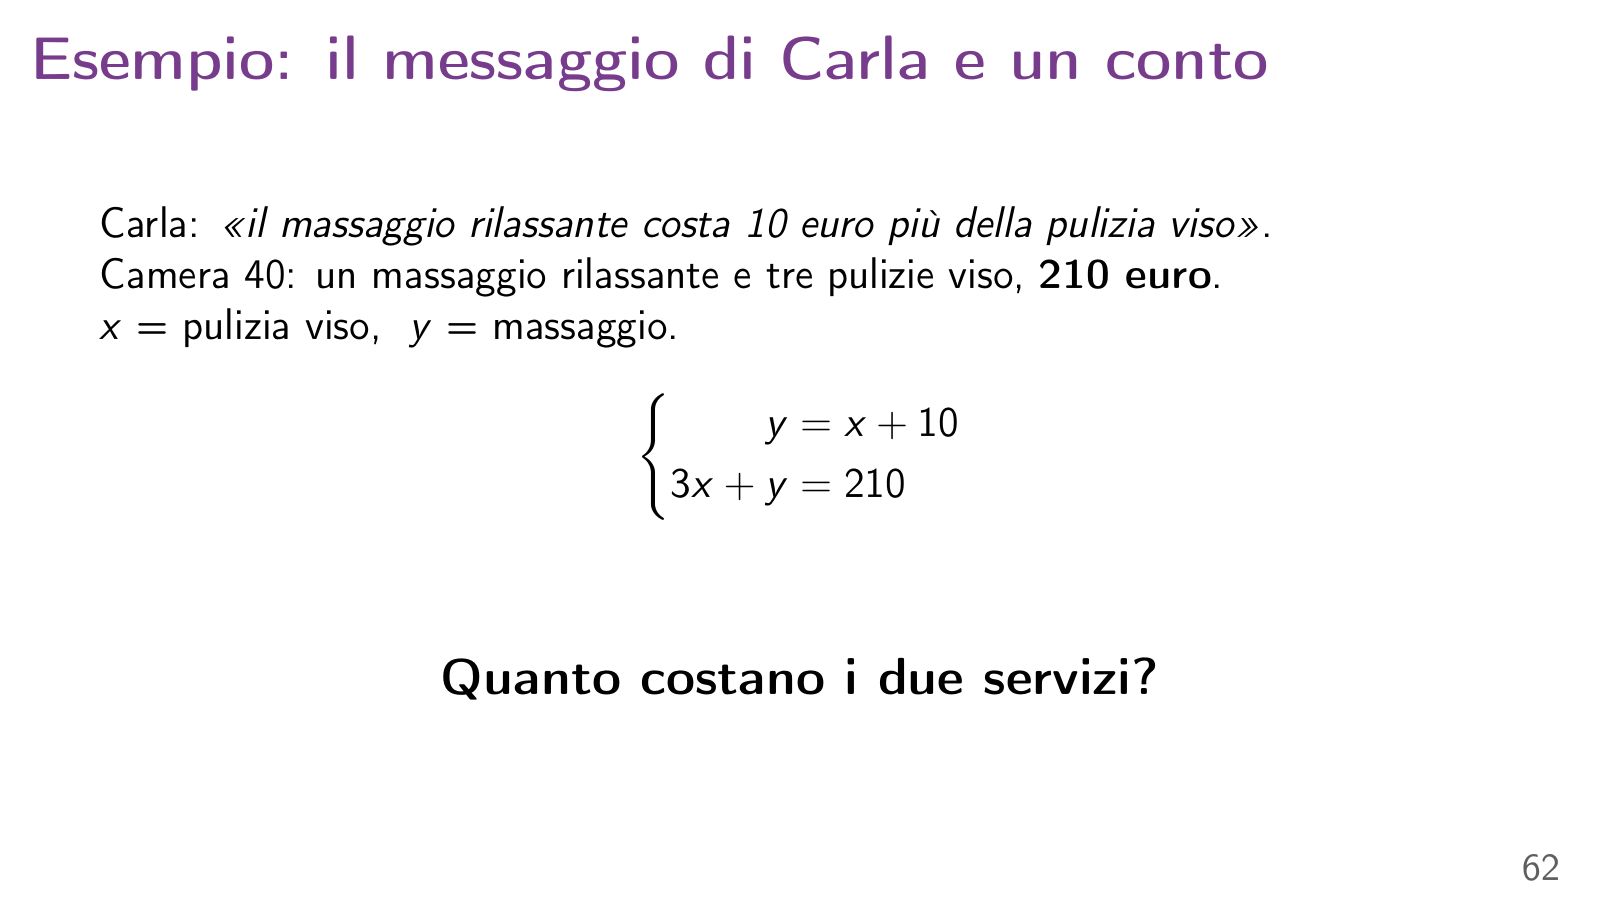 Esempio: il messaggio di Carla e un conto
Carla: «il massaggio rilassante costa 10 euro più della pulizia viso».
Camera 40: un massaggio rilassante e tre pulizie viso, 210 euro.
x = pulizia viso, y = massaggio.
y = x + 10
3x + y = 210
Quanto costano i due servizi?
62